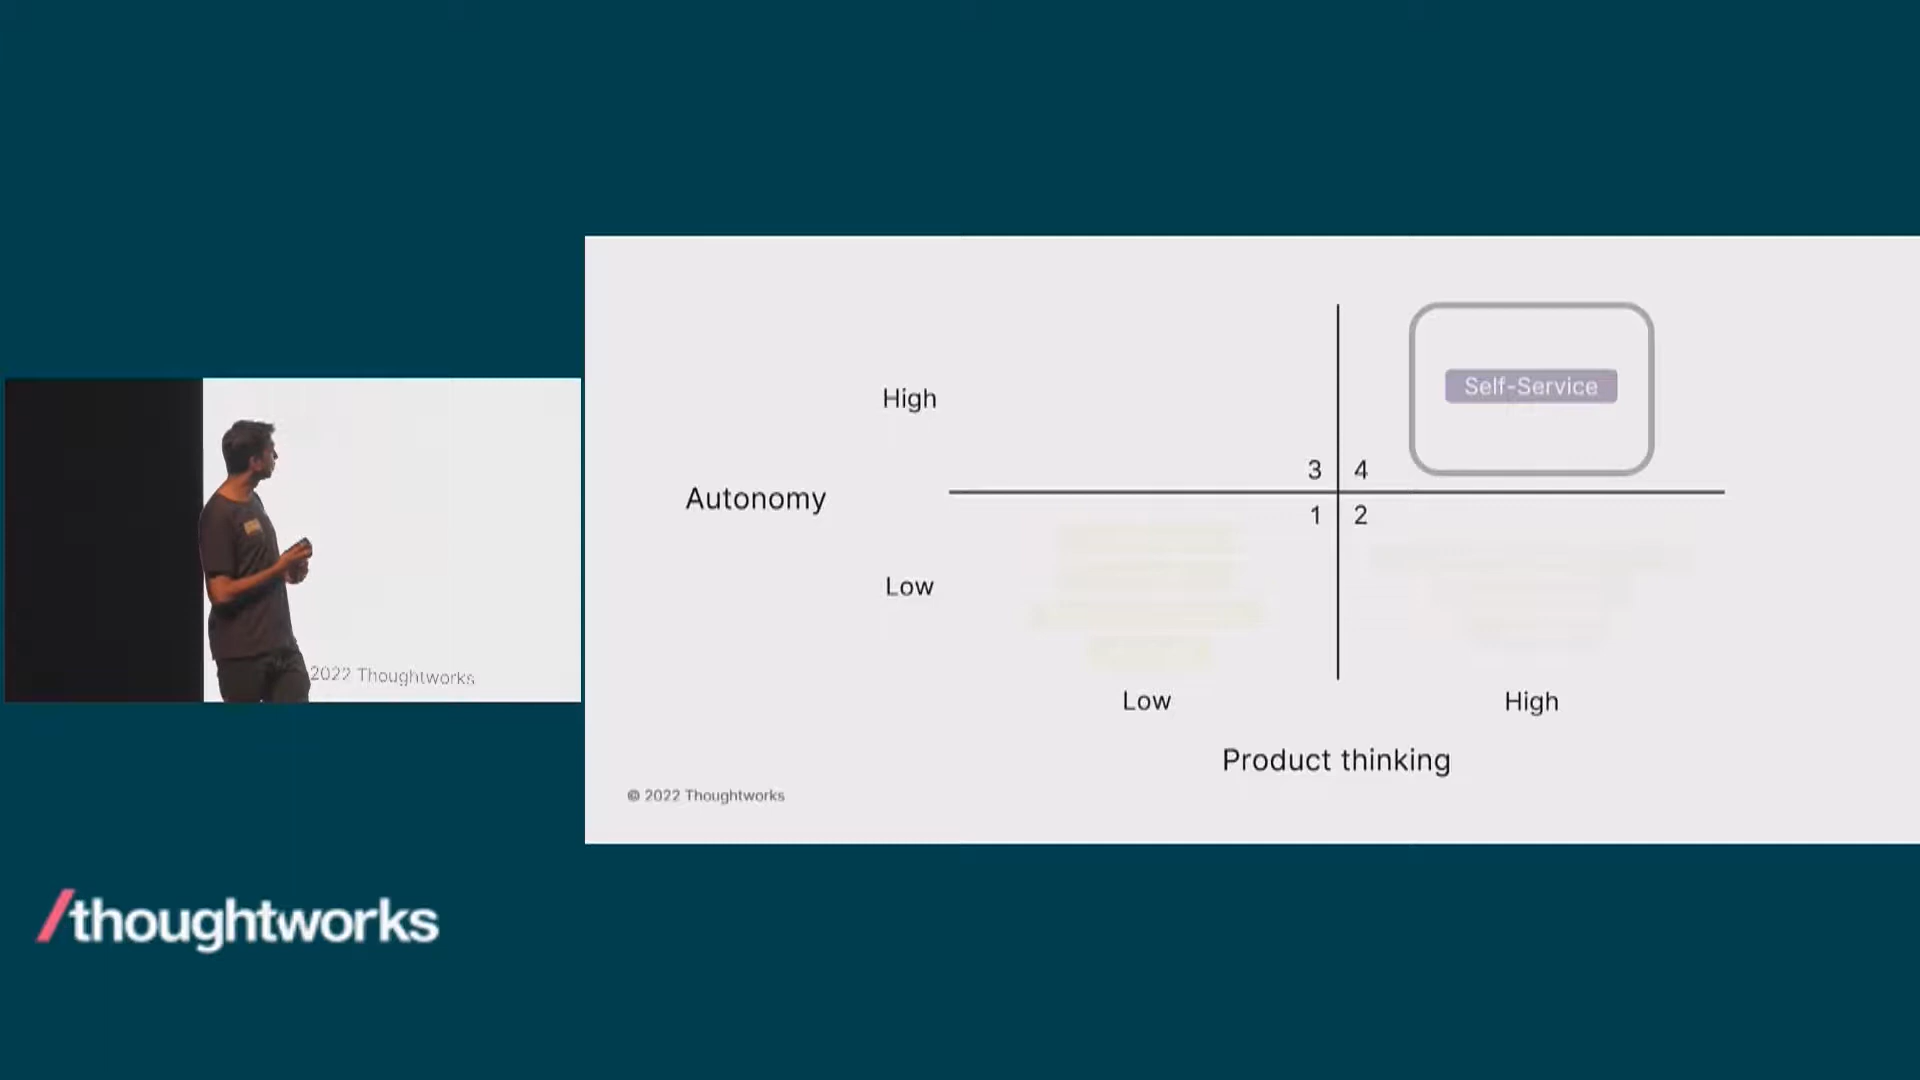 High
Self-Service
3 4
Autonomy
1 2
Low
Low High
Product thinking
© 2022 Thoughtworks
2022 Thoughtworks
/thoughtworks